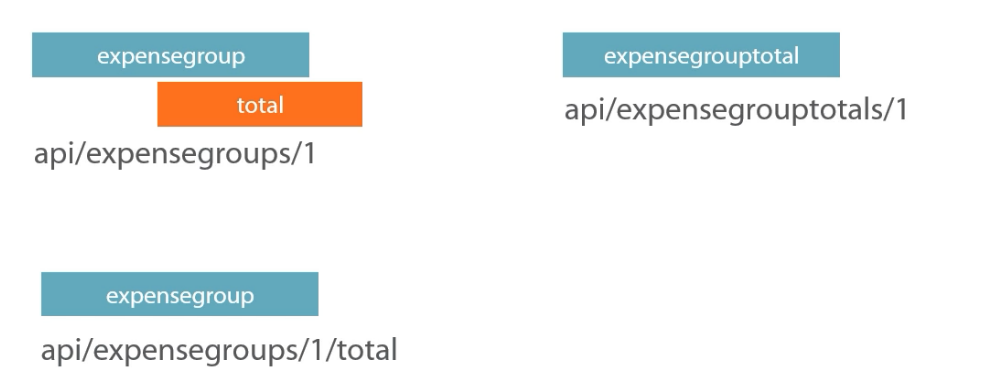 expensegroup
total
api/expensegroups/1
expensegrouptotal
api/expensegrouptotals/1
expensegroup
api/expensegroups/1/total